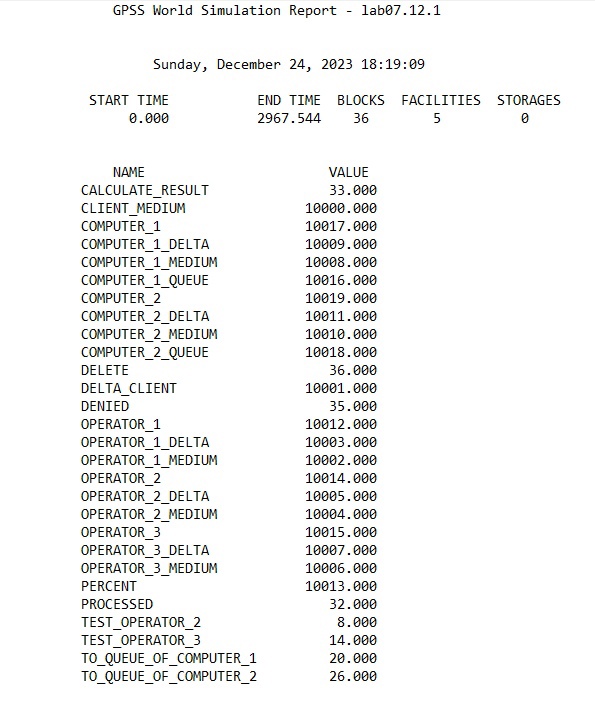 GPSS World Simulation Report - lab07.12.1
Sunday, December 24, 2023 18:19:09
START TIME END TIME BLOCKS FACILITIES STORAGES
0.000 2967.544 36 5 0
NAME VALUE
CALCULATE_RESULT 33.000
CLIENT_MEDIUM 10000.000
COMPUTER_1 10017.000
COMPUTER_1_DELTA 10009.000
COMPUTER_1_MEDIUM 10008.000
COMPUTER_1_QUEUE 10016.000
COMPUTER_2 10019.000
COMPUTER_2_DELTA 10011.000
COMPUTER_2_MEDIUM 10010.000
COMPUTER_2_QUEUE 10018.000
DELETE 36.000
DELTA_CLIENT 10001.000
DENIED 35.000
OPERATOR_1 10012.000
OPERATOR_1_DELTA 10003.000
OPERATOR_1_MEDIUM 10002.000
OPERATOR_2 10014.000
OPERATOR_2_DELTA 10005.000
OPERATOR_2_MEDIUM 10004.000
OPERATOR_3 10015.000
OPERATOR_3_DELTA 10007.000
OPERATOR_3_MEDIUM 10006.000
PERCENT 10013.000
PROCESSED 32.000
TEST_OPERATOR_2 8.000
TEST_OPERATOR_3 14.000
TO_QUEUE_OF_COMPUTER_1 20.000
TO_QUEUE_OF_COMPUTER_2 26.000